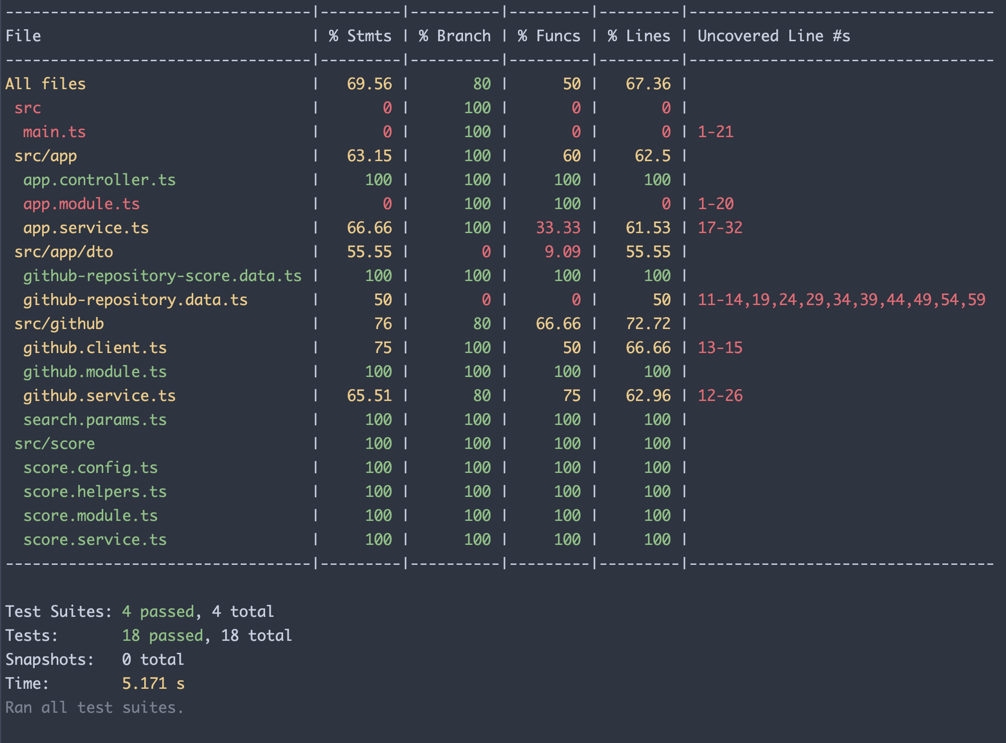 ---------------------------------|---------|----------|---------|---------|----------------------------------
File                             | % Stmts | % Branch | % Funcs | % Lines | Uncovered Line #s
---------------------------------|---------|----------|---------|---------|----------------------------------
All files                        |   69.56 |       80 |      50 |   67.36 |
 src                             |       0 |      100 |       0 |       0 |
  main.ts                        |       0 |      100 |       0 |       0 | 1-21
 src/app                         |   63.15 |      100 |      60 |    62.5 |
  app.controller.ts              |     100 |      100 |     100 |     100 |
  app.module.ts                  |       0 |      100 |     100 |       0 | 1-20
  app.service.ts                 |   66.66 |      100 |   33.33 |   61.53 | 17-32
 src/app/dto                     |   55.55 |        0 |    9.09 |   55.55 |
  github-repository-score.data.ts |     100 |      100 |     100 |     100 |
  github-repository.data.ts      |      50 |        0 |       0 |      50 | 11-14,19,24,29,34,39,44,49,54,59
 src/github                      |      76 |       80 |   66.66 |   72.72 |
  github.client.ts               |      75 |      100 |      50 |   66.66 | 13-15
  github.module.ts               |     100 |      100 |     100 |     100 |
  github.service.ts              |   65.51 |       80 |      75 |   62.96 | 12-26
  search.params.ts               |     100 |      100 |     100 |     100 |
 src/score                       |     100 |      100 |     100 |     100 |
  score.config.ts                |     100 |      100 |     100 |     100 |
  score.helpers.ts               |     100 |      100 |     100 |     100 |
  score.module.ts                |     100 |      100 |     100 |     100 |
  score.service.ts               |     100 |      100 |     100 |     100 |
---------------------------------|---------|----------|---------|---------|----------------------------------
Test Suites: 4 passed, 4 total
Tests:       18 passed, 18 total
Snapshots:   0 total
Time:        5.171 s
Ran all test suites.